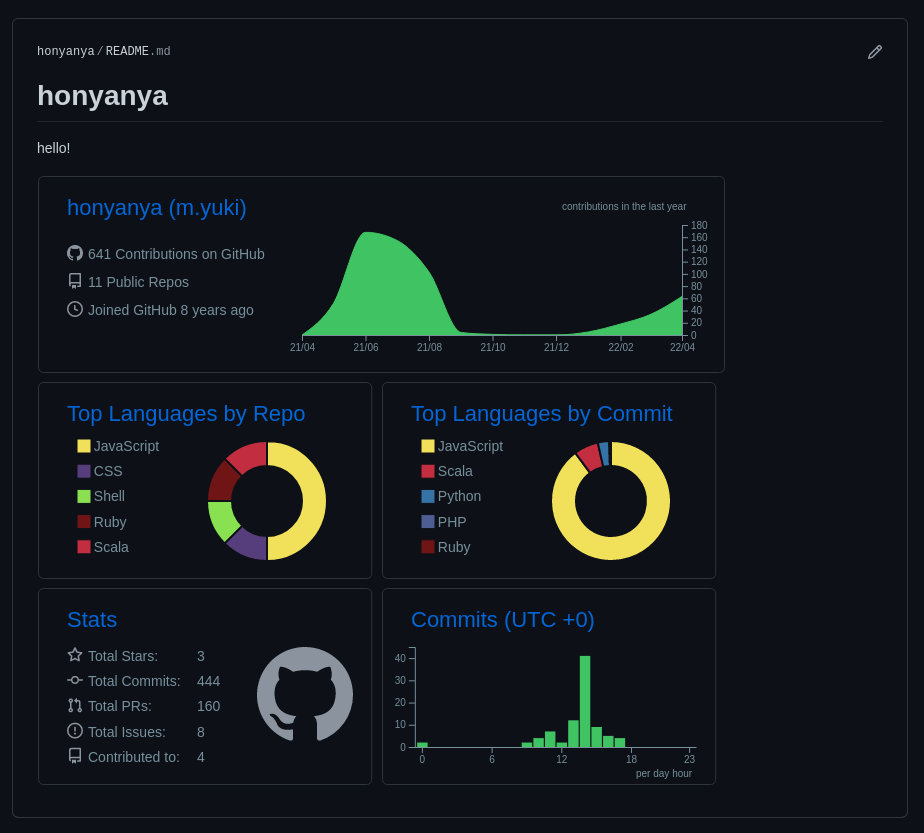 honyanya/README.md
honyanya
hello!
honyanya (m.yuki)
contributions in the last year
641 Contributions on GitHub
11 Public Repos
Joined GitHub 8 years ago
180
160
140
120
100
80
60
40
20
0
21/04 21/06 21/08 21/10 21/12 22/02 22/04
Top Languages by Repo
JavaScript
CSS
Shell
Ruby
Scala
Top Languages by Commit
JavaScript
Scala
Python
PHP
Ruby
Stats
Total Stars: 3
Total Commits: 444
Total PRs: 160
Total Issues: 8
Contributed to: 4
Commits (UTC +0)
40
30
20
10
0
0 6 12 18 23
per day hour